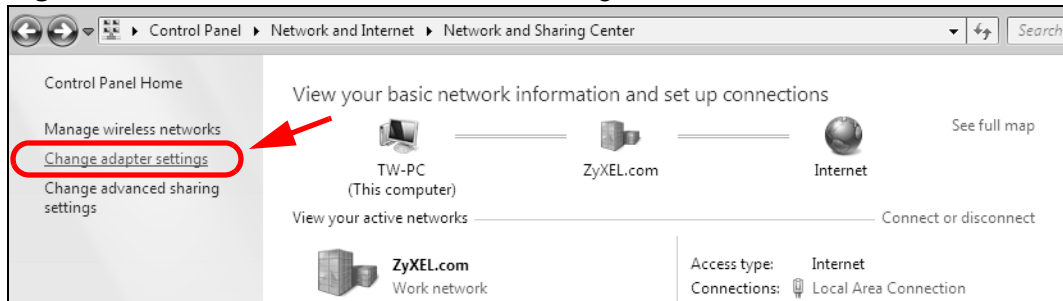 Control Panel ▸ Network and Internet ▸ Network and Sharing Center
Search
Control Panel Home
Manage wireless networks
Change adapter settings
Change advanced sharing
settings
View your basic network information and set up connections
See full map
TW-PC
(This computer)
ZyXEL.com
Internet
View your active networks
Connect or disconnect
ZyXEL.com
Work network
Access type: Internet
Connections: Local Area Connection